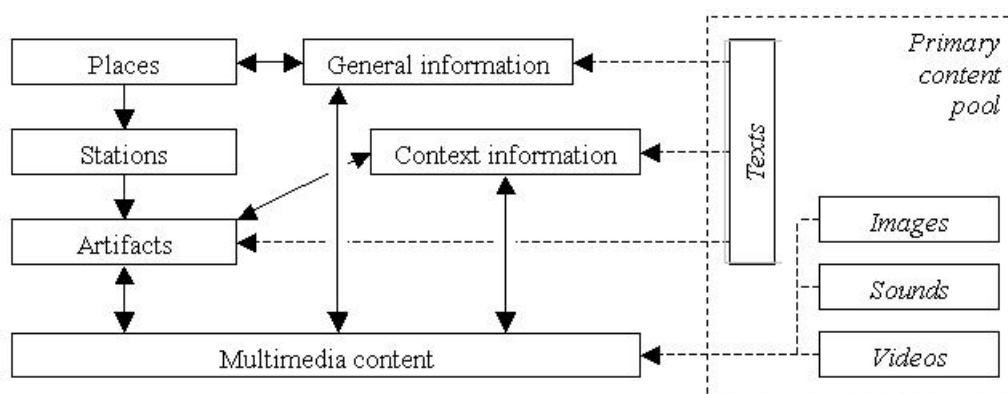 Places
General information
Primary
content
pool
Stations
Context information
Texts
Artifacts
Images
Sounds
Multimedia content
Videos